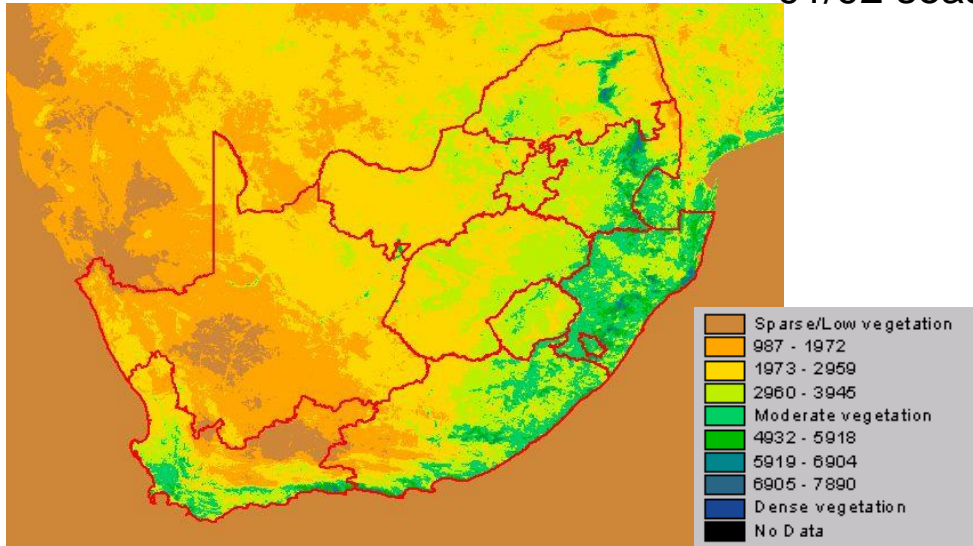 Sparse/Low vegetation
987 - 1972
1973 - 2959
2960 - 3945
Moderate vegetation
4932 - 5918
5919 - 6904
6905 - 7890
Dense vegetation
No Data